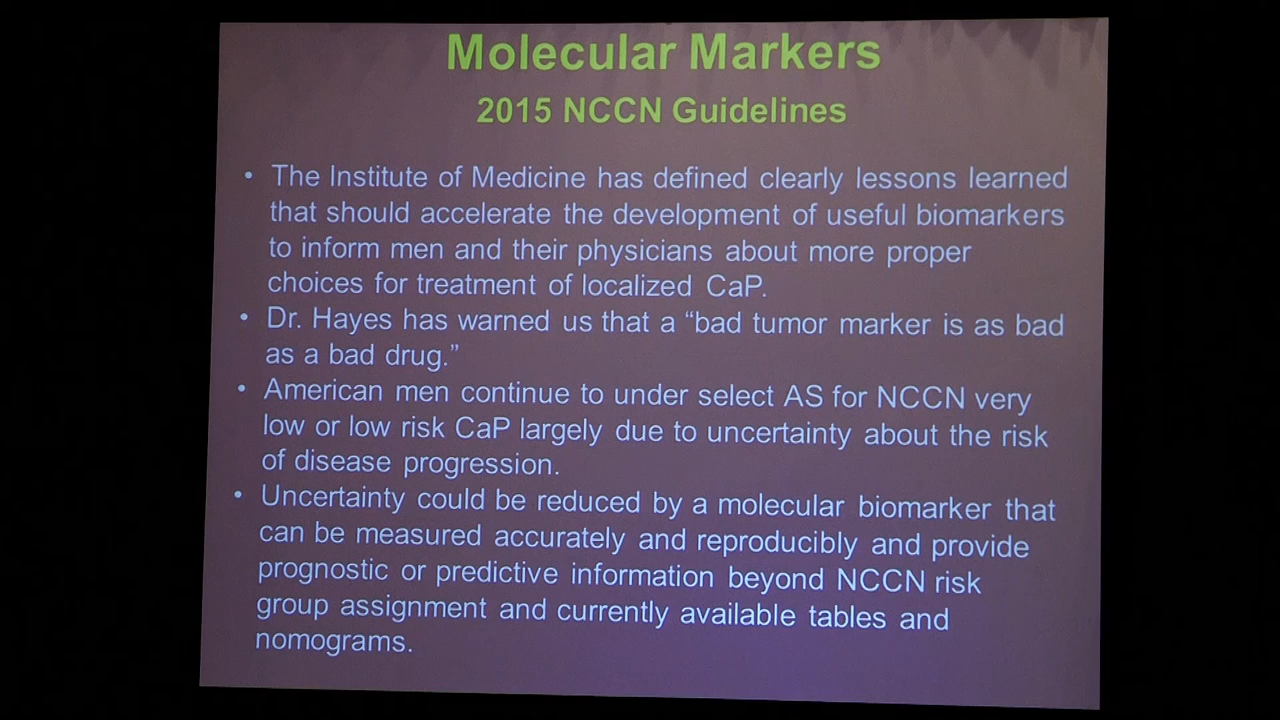 Molecular Markers
2015 NCCN Guidelines
• The Institute of Medicine has defined clearly lessons learned
that should accelerate the development of useful biomarkers
to inform men and their physicians about more proper
choices for treatment of localized CaP.
• Dr. Hayes has warned us that a “bad tumor marker is as bad
as a bad drug.”
• American men continue to under select AS for NCCN very
low or low risk CaP largely due to uncertainty about the risk
of disease progression.
• Uncertainty could be reduced by a molecular biomarker that
can be measured accurately and reproducibly and provide
prognostic or predictive information beyond NCCN risk
group assignment and currently available tables and
nomograms.